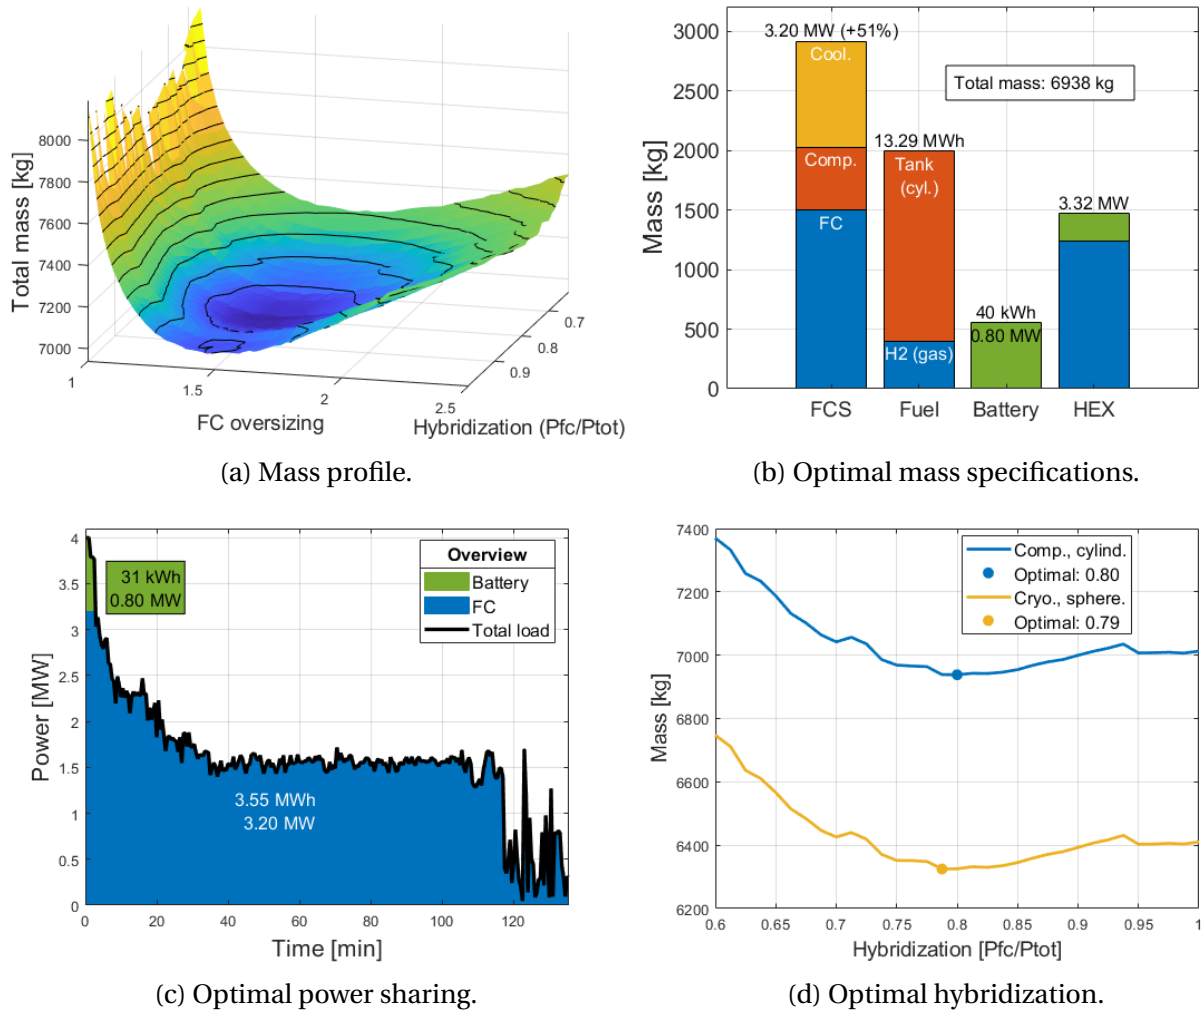 8000
7800
7600
7400
7200
7000
Total mass [kg]
1
1.5
2
2.5
FC oversizing
0.7
0.8
0.9
Hybridization (Pfc/Ptot)
(a) Mass profile.
3000
2500
2000
1500
1000
500
0
Mass [kg]
3.20 MW (+51%)
Cool.
Comp.
FC
Total mass: 6938 kg
13.29 MWh
Tank
(cyl.)
H2 (gas)
40 kWh
0.80 MW
3.32 MW
FCS
Fuel
Battery
HEX
(b) Optimal mass specifications.
4
3.5
3
2.5
2
1.5
1
0.5
0
Power [MW]
31 kWh
0.80 MW
Overview
Battery
FC
Total load
3.55 MWh
3.20 MW
0
20
40
60
80
100
120
Time [min]
(c) Optimal power sharing.
7400
7200
7000
6800
6600
6400
6200
Mass [kg]
Comp., cylind.
Optimal: 0.80
Cryo., sphere.
Optimal: 0.79
0.6
0.65
0.7
0.75
0.8
0.85
0.9
0.95
1
Hybridization [Pfc/Ptot]
(d) Optimal hybridization.